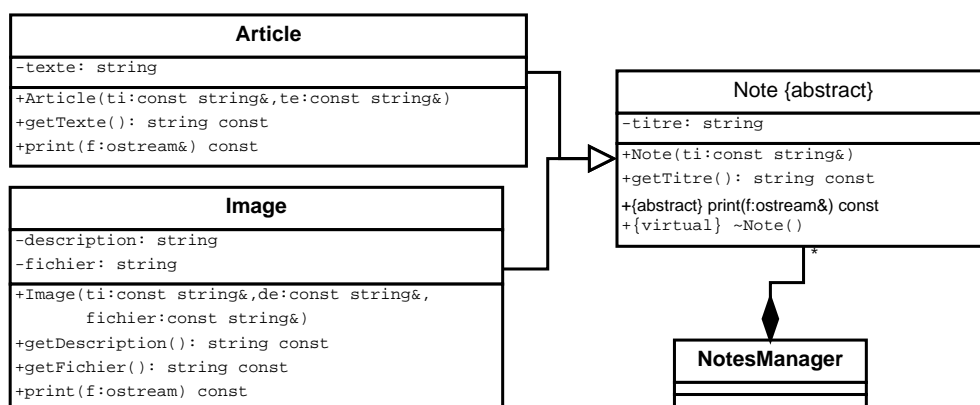 Article
-texte: string
+Article(ti:const string&,te:const string&)
+getTexte(): string const
+print(f:ostream&) const
Image
-description: string
-fichier: string
+Image(ti:const string&,de:const string&,
fichier:const string&)
+getDescription(): string const
+getFichier(): string const
+print(f:ostream) const
Note {abstract}
-titre: string
+Note(ti:const string&)
+getTitre(): string const
+{abstract} print(f:ostream&) const
+{virtual} ~Note()
*
NotesManager